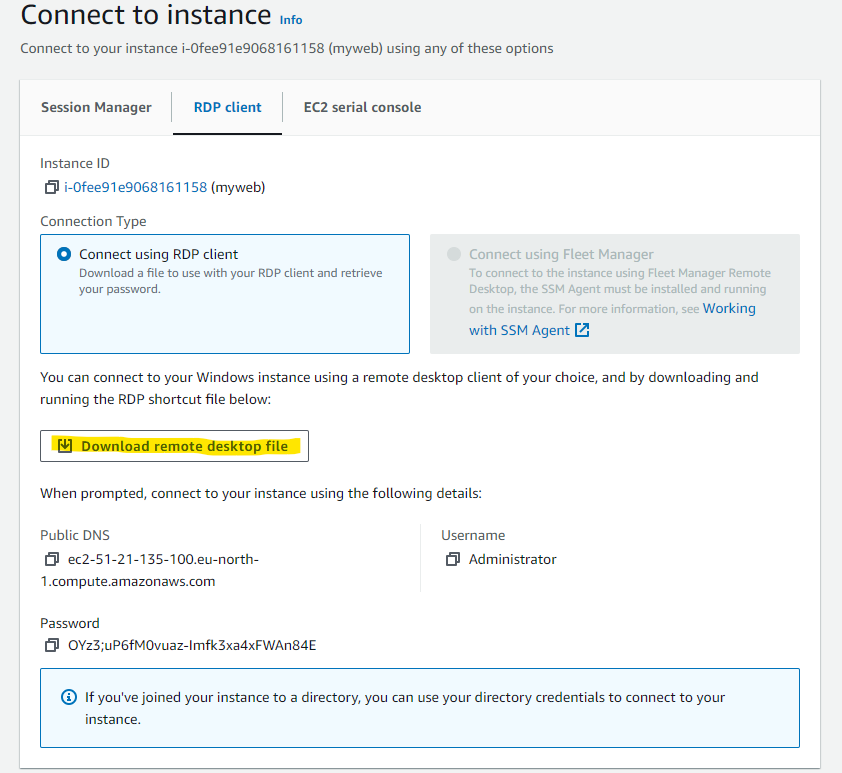 Connect to instance Info
Connect to your instance i-0fee91e9068161158 (myweb) using any of these options
Session Manager
RDP client
EC2 serial console
Instance ID
i-0fee91e9068161158 (myweb)
Connection Type
Connect using RDP client
Download a file to use with your RDP client and retrieve
your password.
Connect using Fleet Manager
To connect to the instance using Fleet Manager Remote
Desktop, the SSM Agent must be installed and running
on the instance. For more information, see Working
with SSM Agent
You can connect to your Windows instance using a remote desktop client of your choice, and by downloading and
running the RDP shortcut file below:
Download remote desktop file
When prompted, connect to your instance using the following details:
Public DNS
ec2-51-21-135-100.eu-north-
1.compute.amazonaws.com
Username
Administrator
Password
OYz3;uP6fM0vuaz-Imfk3xa4xFWAn84E
If you've joined your instance to a directory, you can use your directory credentials to connect to your
instance.